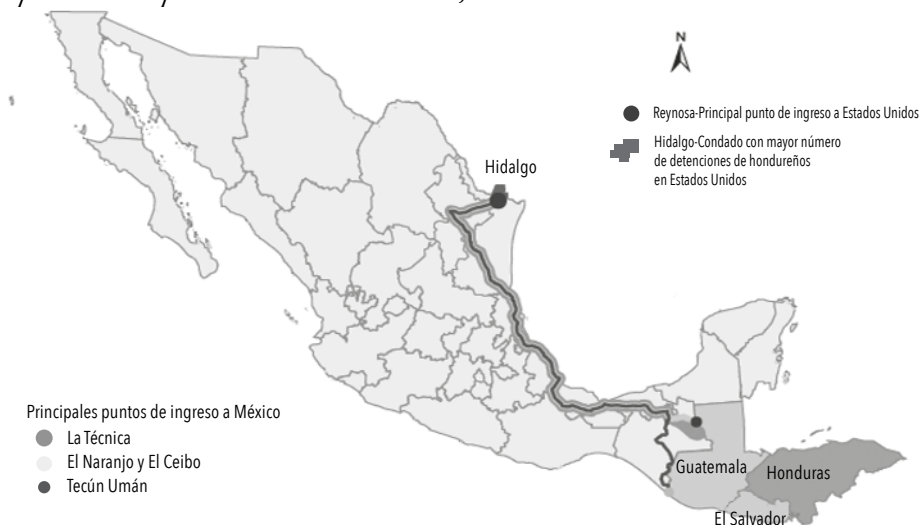 N
Reynosa-Principal punto de ingreso a Estados Unidos
Hidalgo-Condado con mayor número
de detenciones de hondureños
en Estados Unidos
Hidalgo
Principales puntos de ingreso a México
La Técnica
El Naranjo y El Ceibo
Tecún Umán
Guatemala
Honduras
El Salvador